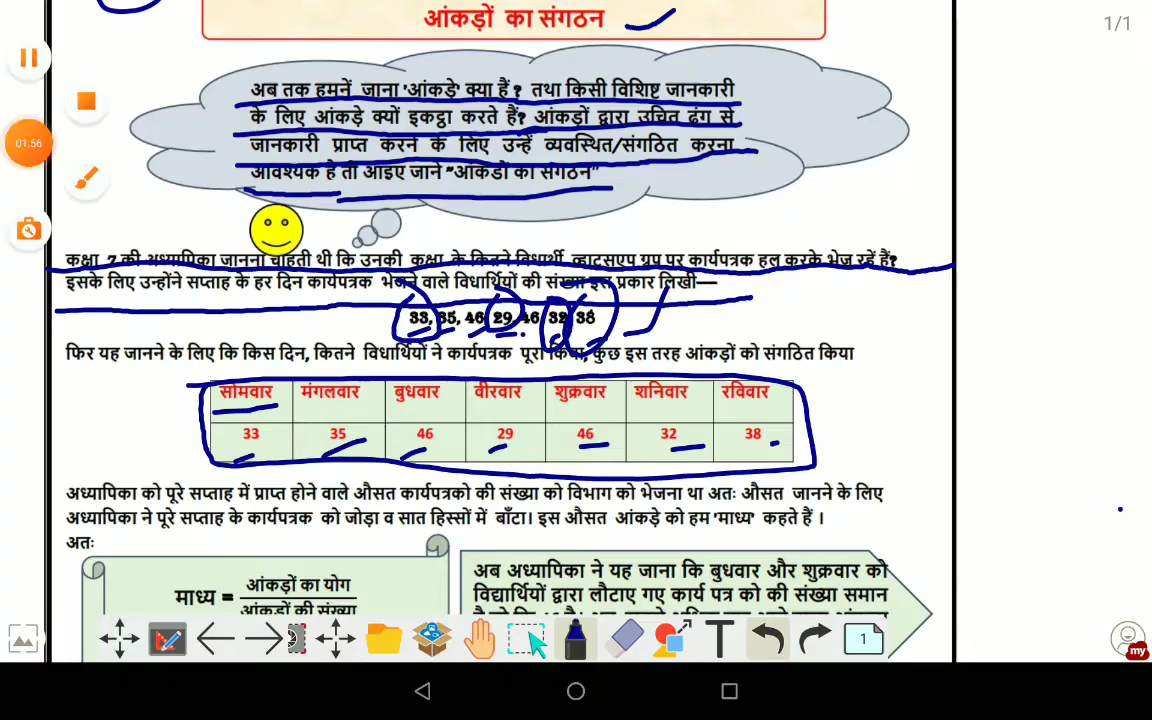 आंकड़ों का संगठन
1/1
अब तक हमनें जाना 'आंकड़े' क्या हैं ? तथा किसी विशिष्ट जानकारी
के लिए आंकड़े क्यों इकट्ठा करते हैं? आंकड़ों द्वारा उचित ढंग से
जानकारी प्राप्त करने के लिए उन्हें व्यवस्थित/संगठित करना
आवश्यक है तो आइए जाने "आंकडों का संगठन"
01:56
कक्षा 7 की अध्यापिका जानना चाहती थी कि उनकी कक्षा के कितने विधार्थी व्हाटसएप ग्रुप पर कार्यपत्रक हल करके भेज रहें हैं?
इसके लिए उन्होंने सप्ताह के हर दिन कार्यपत्रक भेजने वाले विधार्थियों की संख्या इस प्रकार लिखी—
33, 35, 46, 29, 46 32, 38
फिर यह जानने के लिए कि किस दिन, कितने विधार्थियों ने कार्यपत्रक पूरा किया, कुछ इस तरह आंकड़ों को संगठित किया
सोमवार मंगलवार बुधवार वीरवार शुक्रवार शनिवार रविवार
33 35 46 29 46 32 38
अध्यापिका को पूरे सप्ताह में प्राप्त होने वाले औसत कार्यपत्रको की संख्या को विभाग को भेजना था अतः औसत जानने के लिए
अध्यापिका ने पूरे सप्ताह के कार्यपत्रक को जोड़ा व सात हिस्सों में बाँटा। इस औसत आंकड़े को हम 'माध्य' कहते हैं ।
अतः
माध्य = आंकड़ों का योग
आंकड़ों की संख्या
अब अध्यापिका ने यह जाना कि बुधवार और शुक्रवार को
विद्यार्थियों द्वारा लौटाए गए कार्य पत्र को की संख्या समान
T
1
my